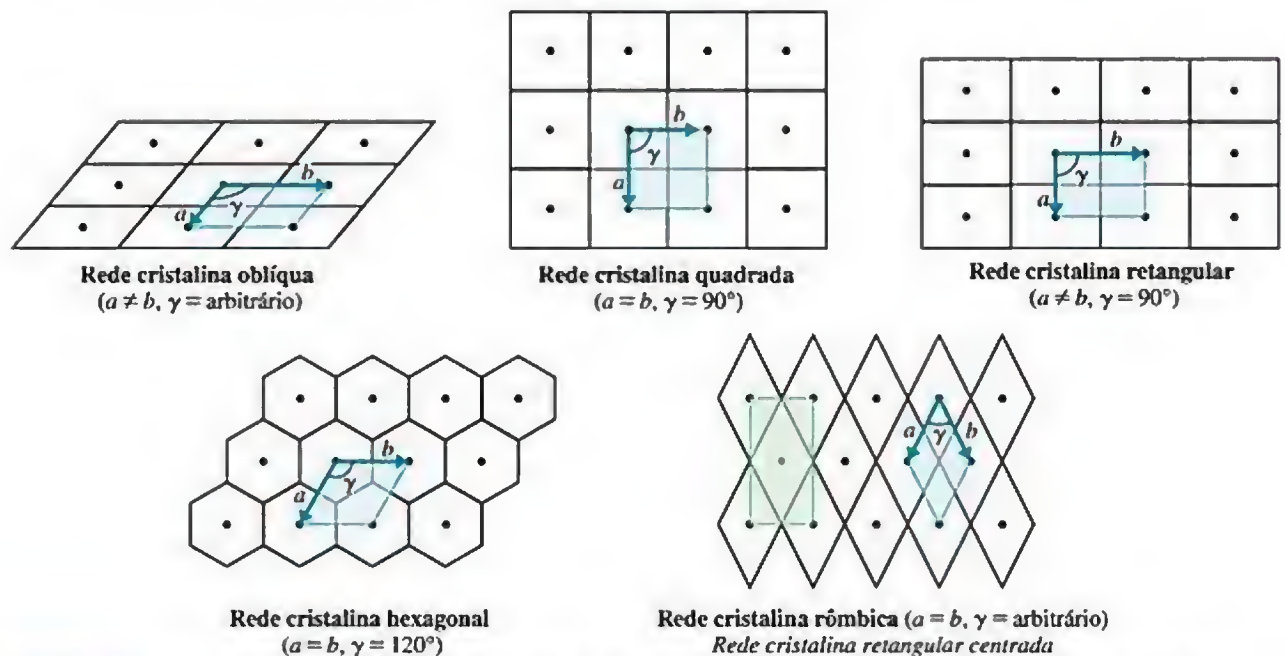 b
a
γ
Rede cristalina oblíqua
(a ≠ b, γ = arbitrário)
b
γ
a
Rede cristalina quadrada
(a = b, γ = 90°)
b
γ
a
Rede cristalina retangular
(a ≠ b, γ = 90°)
b
a
γ
Rede cristalina hexagonal
(a = b, γ = 120°)
a γ b
Rede cristalina rômbica (a = b, γ = arbitrário)
Rede cristalina retangular centrada